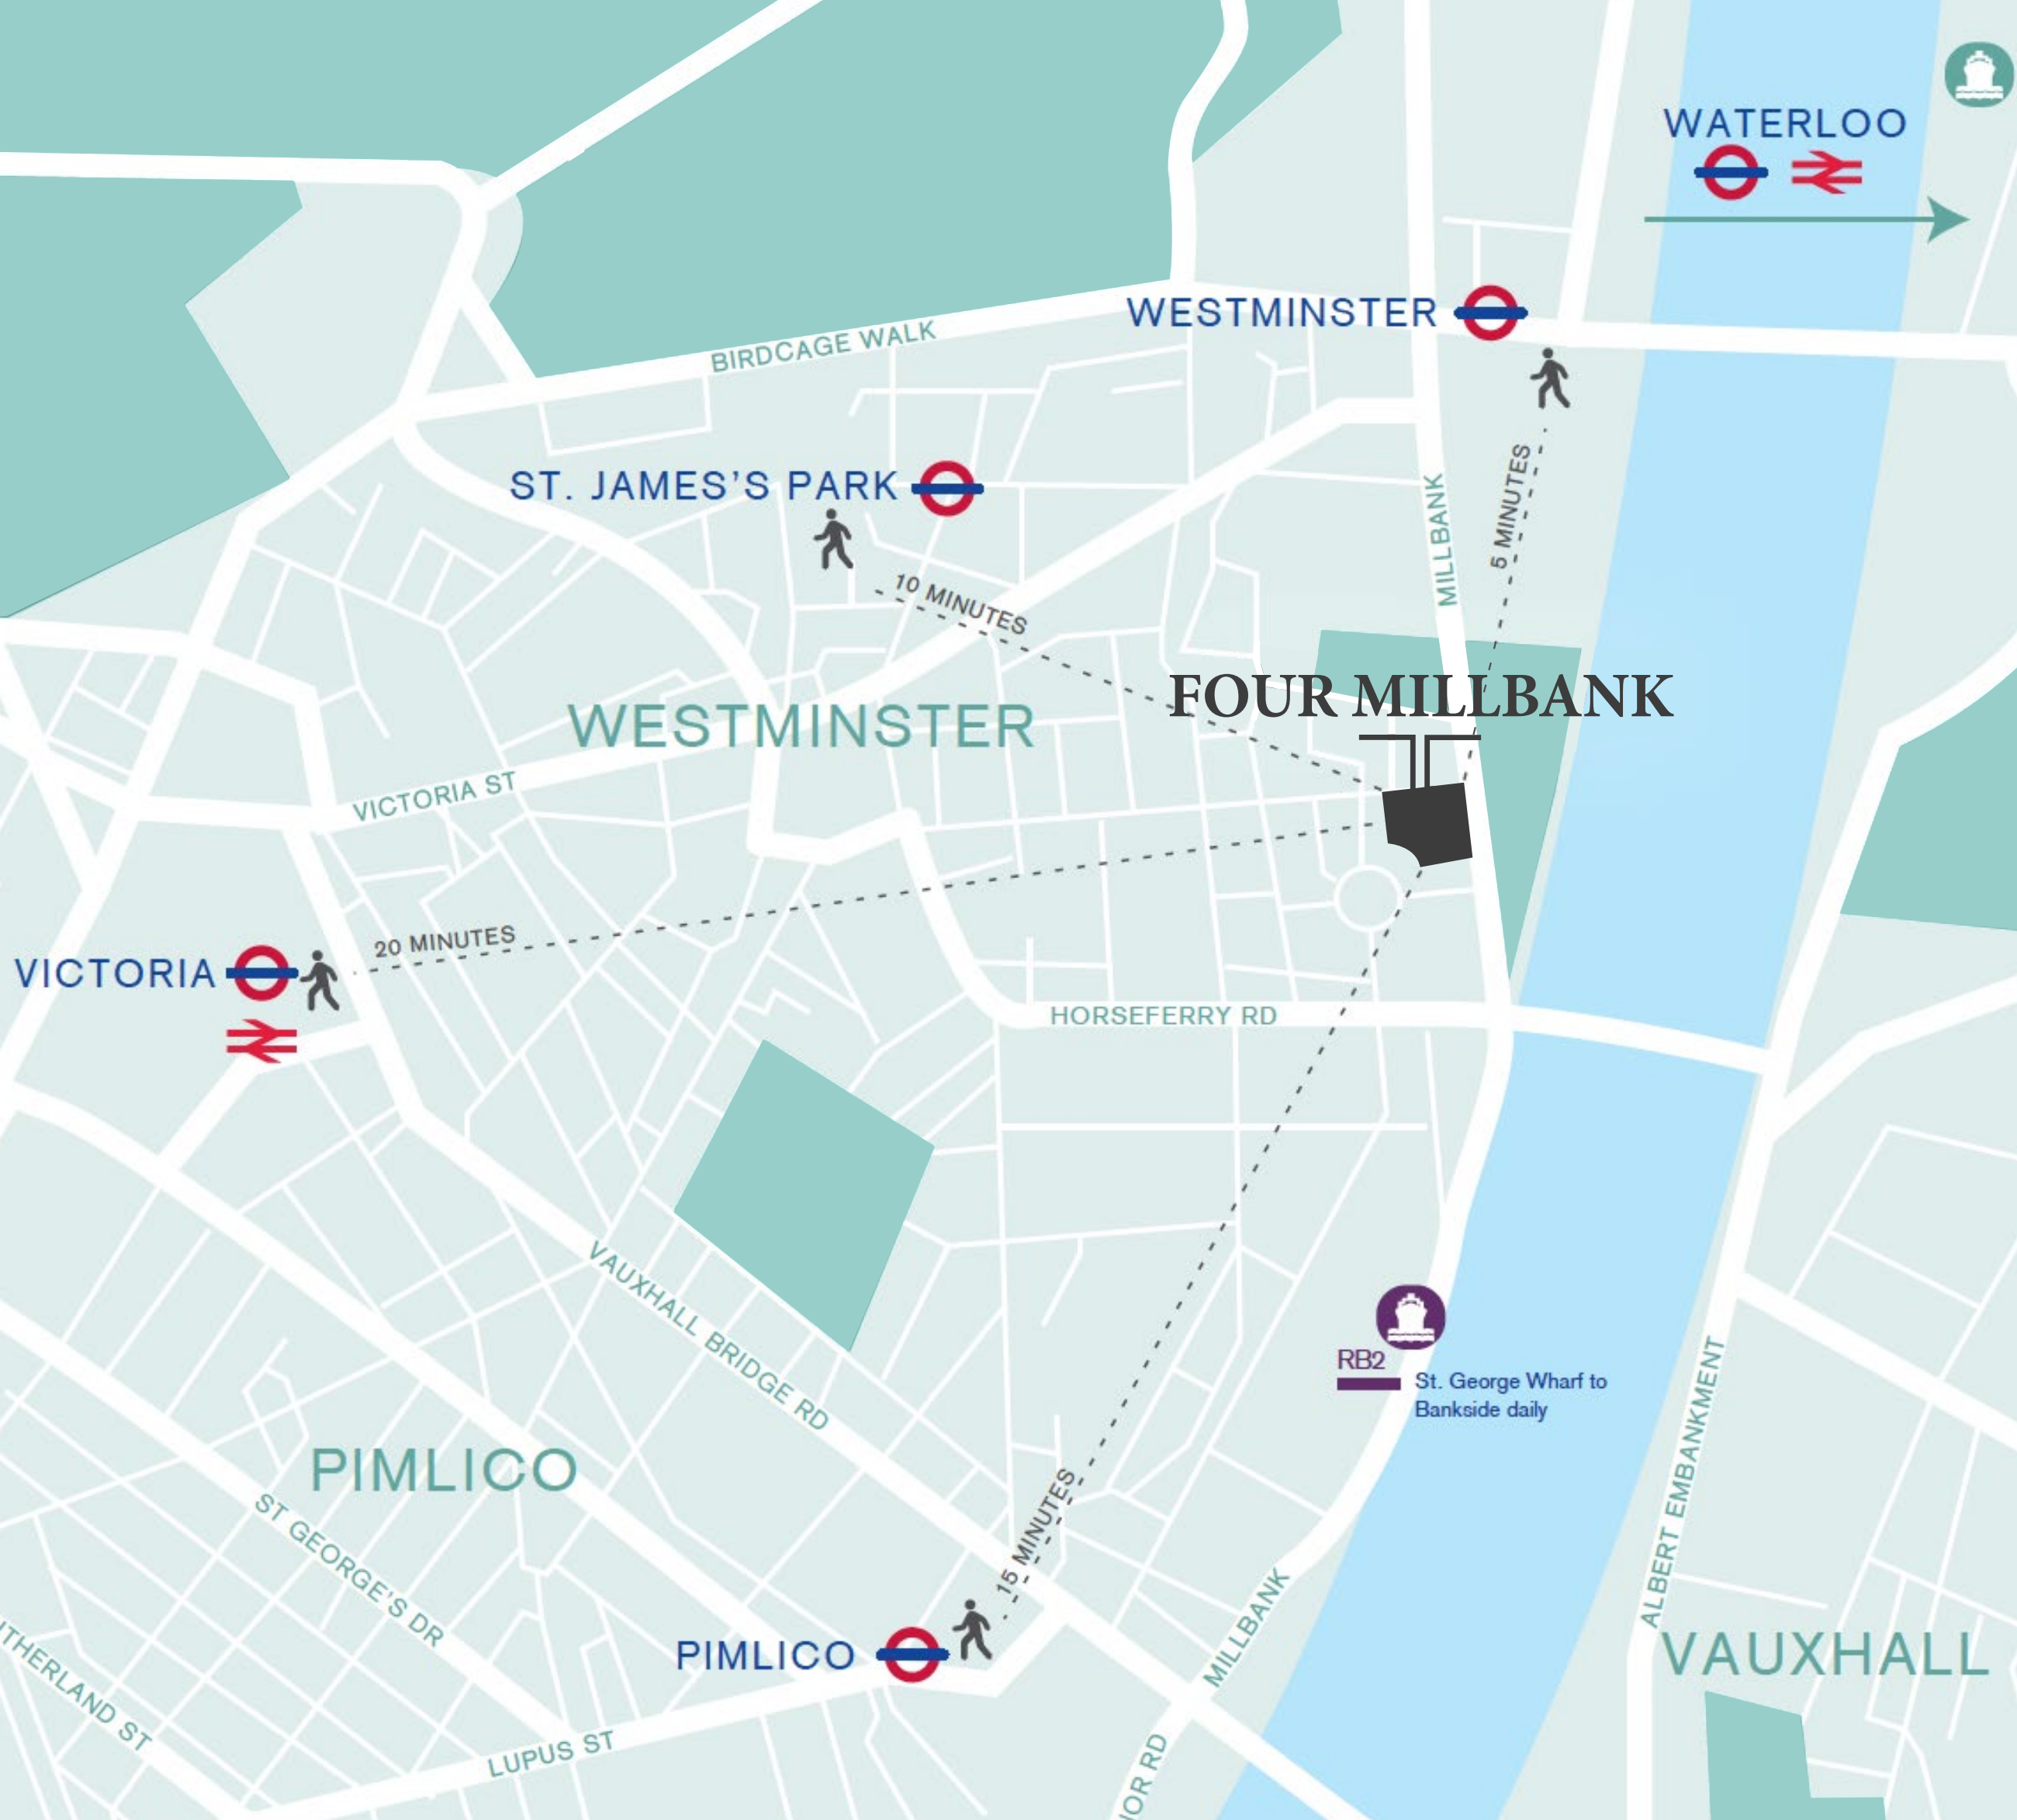 WATERLOO
WESTMINSTER
BIRDCAGE WALK
ST. JAMES'S PARK
MILLBANK
5 MINUTES
10 MINUTES
FOUR MILLBANK
WESTMINSTER
VICTORIA ST
20 MINUTES
VICTORIA
HORSEFERRY RD
VAUXHALL BRIDGE RD
RB2
St. George Wharf to
Bankside daily
ALBERT EMBANKMENT
PIMLICO
ST GEORGE'S DR
15 MINUTES
MILLBANK
PIMLICO
VAUXHALL
LUPUS ST
ST
RD